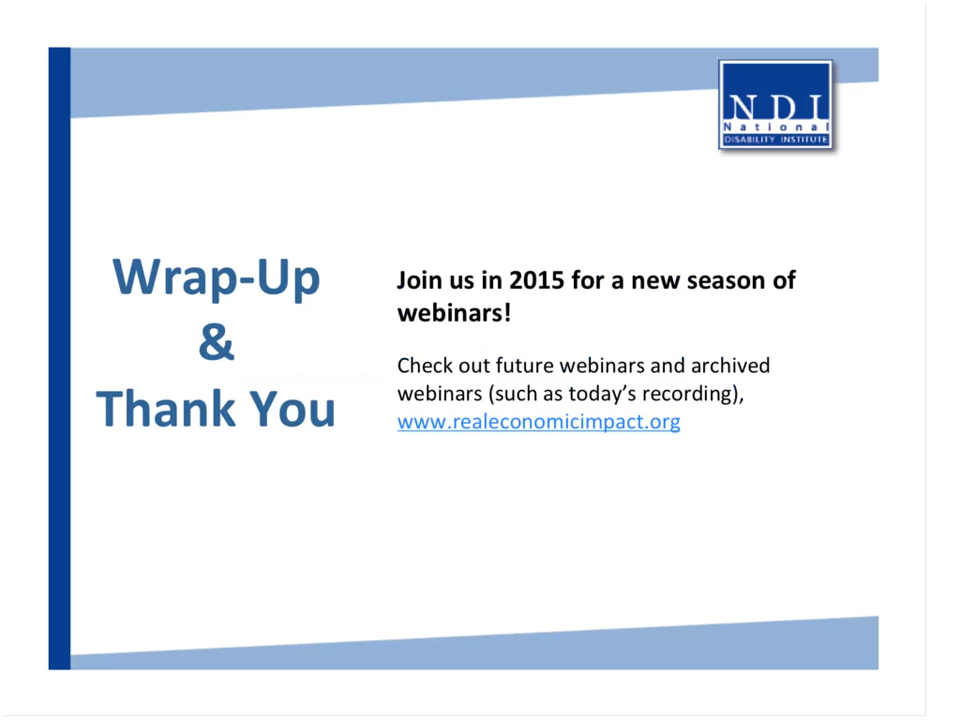 NDI
National
DISABILITY INSTITUTE
Wrap-Up
&
Thank You
Join us in 2015 for a new season of
webinars!
Check out future webinars and archived
webinars (such as today’s recording),
www.realeconomicimpact.org